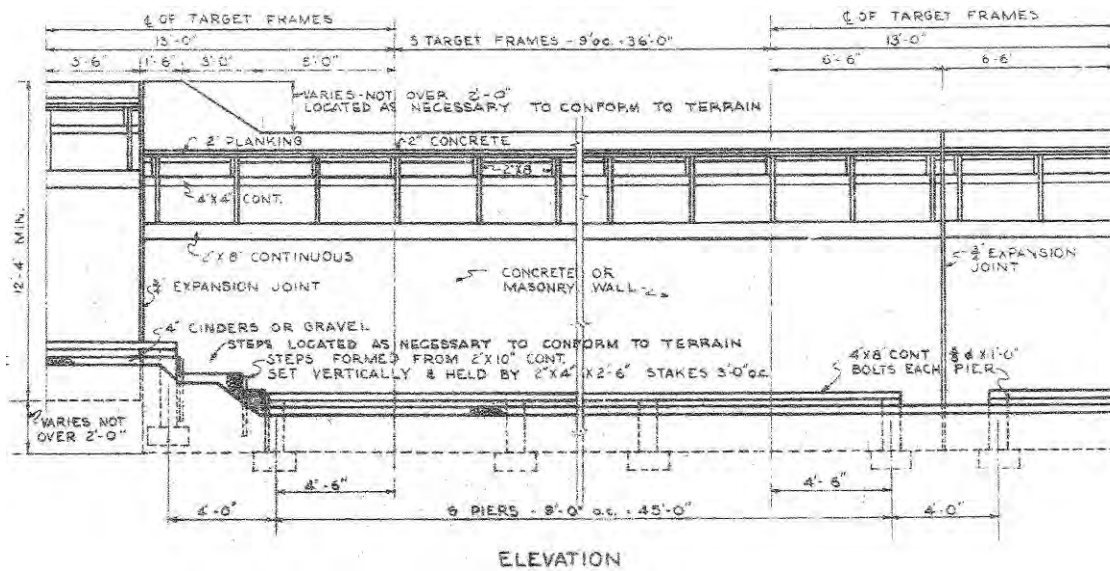 ℄ OF TARGET FRAMES
℄ OF TARGET FRAMES
13'-0"
5 TARGET FRAMES - 9' o.c. = 36'-0"
13'-0"
3'-6"
1'-6"
3'-0"
5'-0"
6'-6"
6'-6"
VARIES-NOT OVER 2'-0"
LOCATED AS NECESSARY TO CONFORM TO TERRAIN
2" PLANKING
2" CONCRETE
2"X8"
4"X4" CONT.
12'-4" MIN.
2"X8" CONTINUOUS
EXPANSION JOINT
CONCRETE OR
MASONRY WALL
EXPANSION
JOINT
4" CINDERS OR GRAVEL
STEPS LOCATED AS NECESSARY TO CONFORM TO TERRAIN
STEPS FORMED FROM 2"X10" CONT.
SET VERTICALLY & HELD BY 2"X4"X2'-6" STAKES 3'-0" o.c.
4"X8" CONT
BOLTS EACH PIER
X1'-0"
VARIES NOT
OVER 2'-0"
4'-6"
4'-6"
4'-0"
6 PIERS - 9'-0" o.c. = 45'-0"
4'-0"
ELEVATION